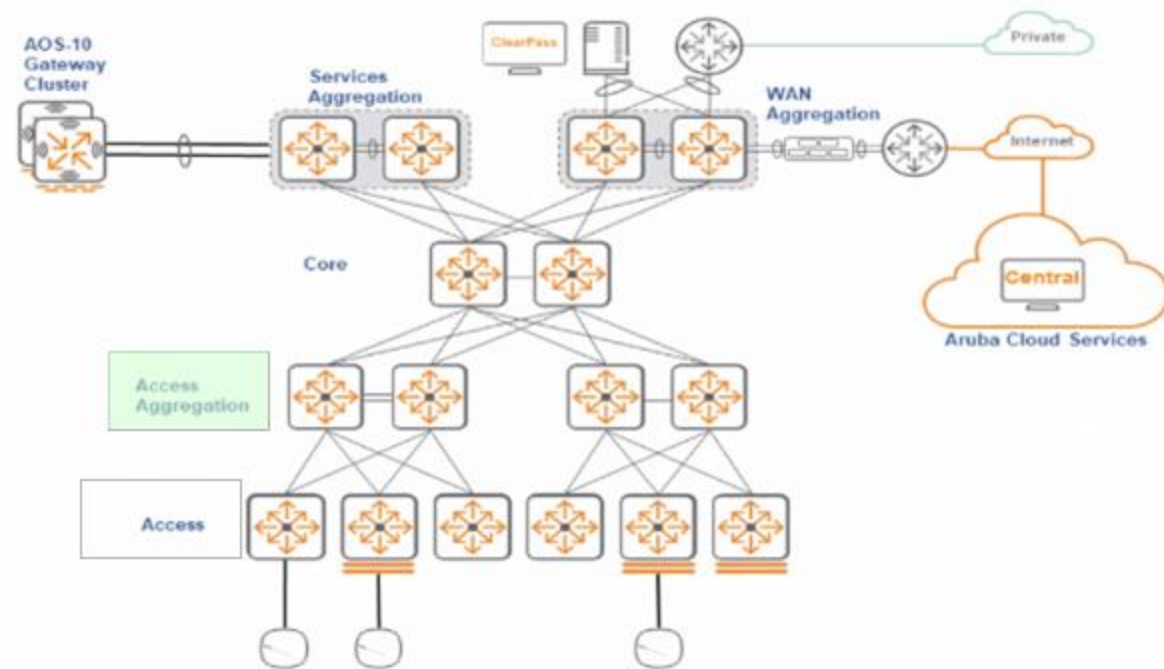 AOS-10
Gateway
Cluster
Services
Aggregation
ClearPass
Private
WAN
Aggregation
Internet
Core
Central
Aruba Cloud Services
Access
Aggregation
Access